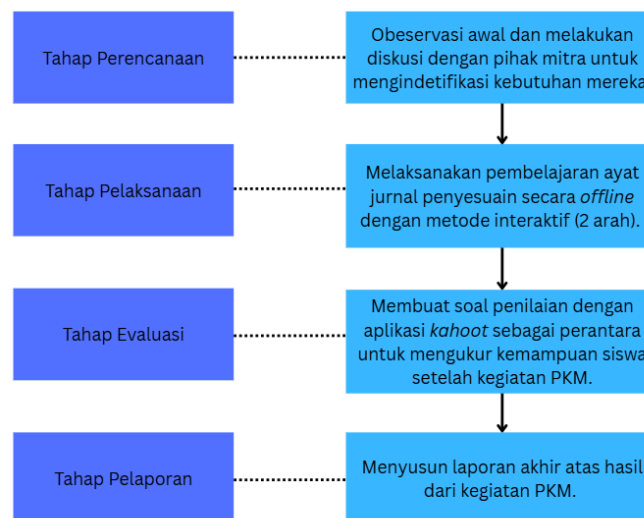 Tahap Perencanaan
Obeservasi awal dan melakukan
diskusi dengan pihak mitra untuk
mengindetifikasi kebutuhan mereka
Tahap Pelaksanaan
Melaksanakan pembelajaran ayat
jurnal penyesuain secara offline
dengan metode interaktif (2 arah).
Tahap Evaluasi
Membuat soal penilaian dengan
aplikasi kahoot sebagai perantara
untuk mengukur kemampuan siswa
setelah kegiatan PKM.
Tahap Pelaporan
Menyusun laporan akhir atas hasil
dari kegiatan PKM.